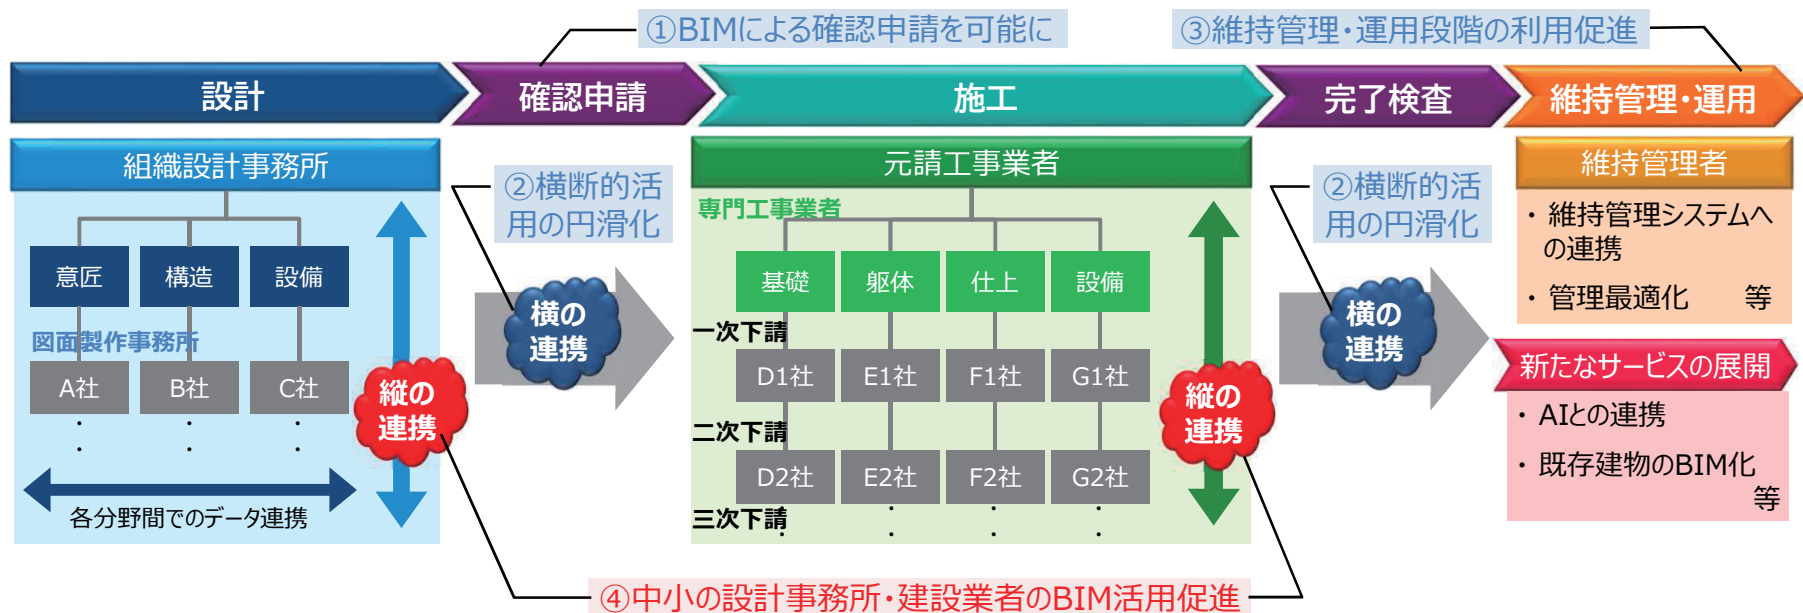 ①BIMによる確認申請を可能に
③維持管理・運用段階の利用促進
設計
確認申請
施工
完了検査
維持管理・運用
組織設計事務所
意匠
構造
設備
図面製作事務所
A社
B社
C社
・
・
・
・
・
・
各分野間でのデータ連携
縦の
連携
②横断的活
用の円滑化
横の
連携
元請工事業者
専門工事業者
基礎
躯体
仕上
設備
一次下請
D1社
E1社
F1社
G1社
二次下請
D2社
E2社
F2社
G2社
三次下請
・
・
・
・
・
・
・
・
縦の
連携
②横断的活
用の円滑化
横の
連携
維持管理者
・ 維持管理システムへ
の連携
・ 管理最適化 等
新たなサービスの展開
・ AIとの連携
・ 既存建物のBIM化
等
④中小の設計事務所・建設業者のBIM活用促進